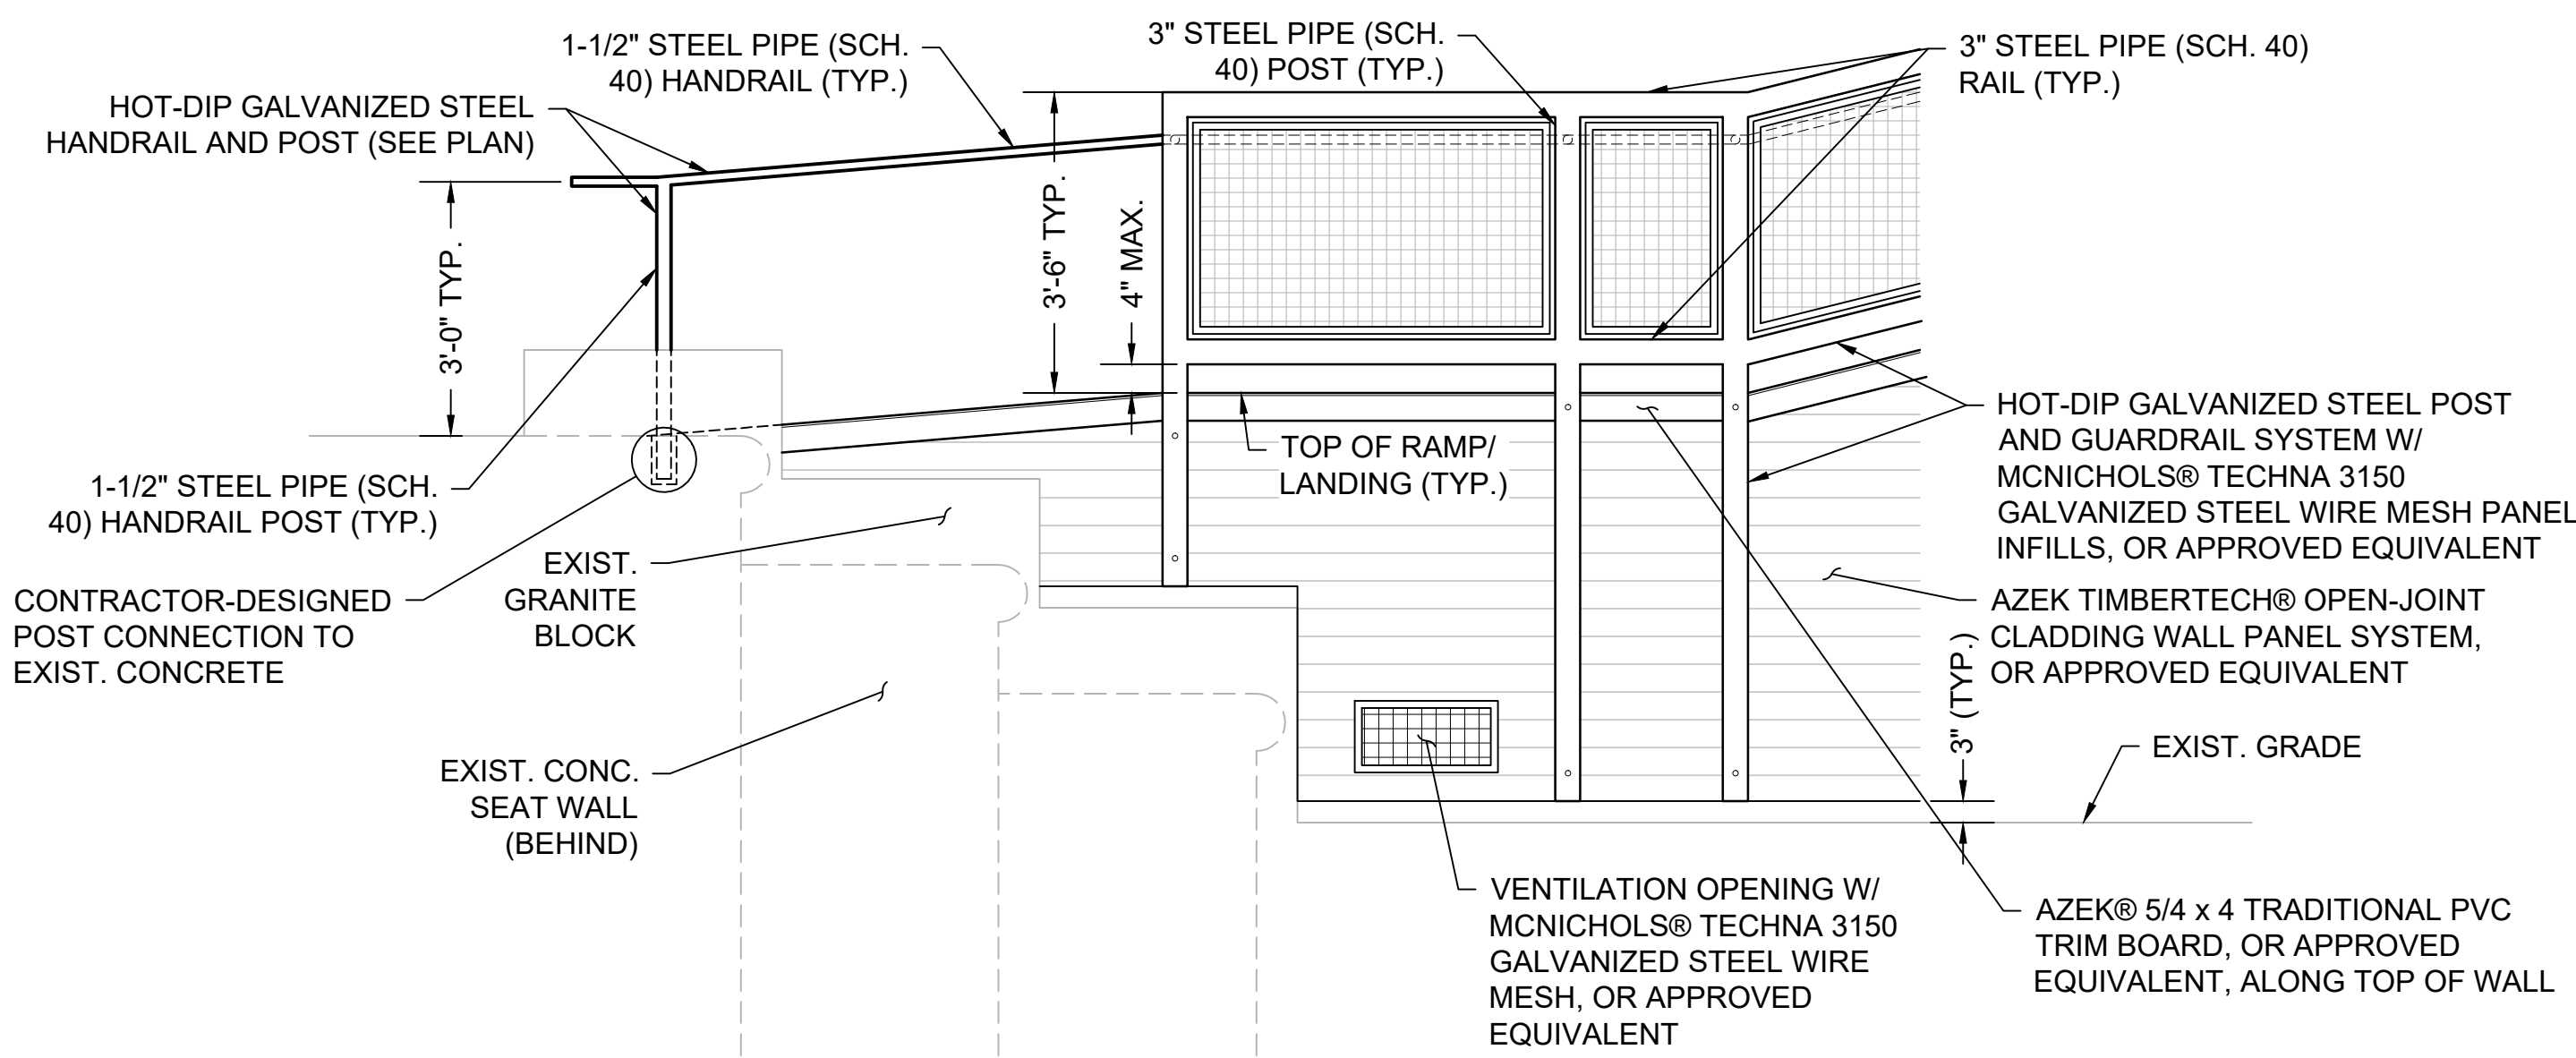 1-1/2" STEEL PIPE (SCH.
40) HANDRAIL (TYP.)
3" STEEL PIPE (SCH.
40) POST (TYP.)
3" STEEL PIPE (SCH. 40)
RAIL (TYP.)
HOT-DIP GALVANIZED STEEL
HANDRAIL AND POST (SEE PLAN)
3'-0" TYP.
3'-6" TYP.
4" MAX.
TOP OF RAMP/
LANDING (TYP.)
1-1/2" STEEL PIPE (SCH.
40) HANDRAIL POST (TYP.)
CONTRACTOR-DESIGNED
POST CONNECTION TO
EXIST. CONCRETE
EXIST.
GRANITE
BLOCK
EXIST. CONC.
SEAT WALL
(BEHIND)
HOT-DIP GALVANIZED STEEL POST
AND GUARDRAIL SYSTEM W/
MCNICHOLS® TECHNA 3150
GALVANIZED STEEL WIRE MESH PANEL
INFILLS, OR APPROVED EQUIVALENT
AZEK TIMBERTECH® OPEN-JOINT
CLADDING WALL PANEL SYSTEM,
OR APPROVED EQUIVALENT
3" (TYP.)
EXIST. GRADE
VENTILATION OPENING W/
MCNICHOLS® TECHNA 3150
GALVANIZED STEEL WIRE
MESH, OR APPROVED
EQUIVALENT
AZEK® 5/4 x 4 TRADITIONAL PVC
TRIM BOARD, OR APPROVED
EQUIVALENT, ALONG TOP OF WALL